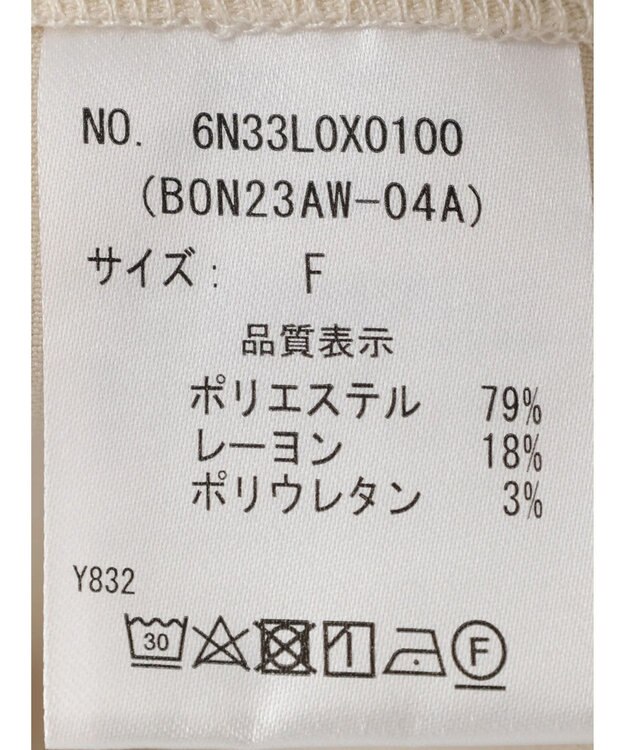 NO. 6N33L0X0100
(BON23AW-04A)
サイズ: F
品質表示
ポリエステル 79%
レーヨン 18%
ポリウレタン 3%
Y832
30 F